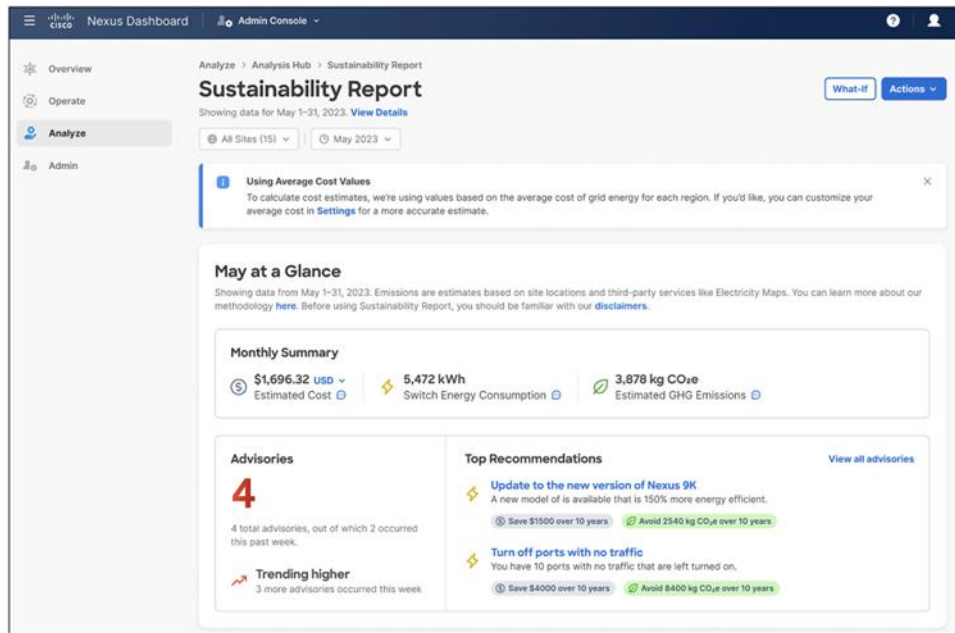 cisco Nexus Dashboard Admin Console
Overview
Operate
Analyze
Admin
Analyze > Analysis Hub > Sustainability Report
Sustainability Report
Showing data for May 1–31, 2023. View Details
What-If
Actions
All Sites (15)
May 2023
Using Average Cost Values
To calculate cost estimates, we're using values based on the average cost of grid energy for each region. If you'd like, you can customize your
average cost in Settings for a more accurate estimate.
May at a Glance
Showing data from May 1–31, 2023. Emissions are estimates based on site locations and third-party services like Electricity Maps. You can learn more about our
methodology here. Before using Sustainability Report, you should be familiar with our disclaimers.
Monthly Summary
$1,696.32 USD
Estimated Cost
5,472 kWh
Switch Energy Consumption
3,878 kg CO₂e
Estimated GHG Emissions
Advisories
4
4 total advisories, out of which 2 occurred
this past week.
Trending higher
3 more advisories occurred this week
Top Recommendations
View all advisories
Update to the new version of Nexus 9K
A new model of is available that is 150% more energy efficient.
Save $1500 over 10 years
Avoid 2540 kg CO₂e over 10 years
Turn off ports with no traffic
You have 10 ports with no traffic that are left turned on.
Save $4000 over 10 years
Avoid 8400 kg CO₂e over 10 years